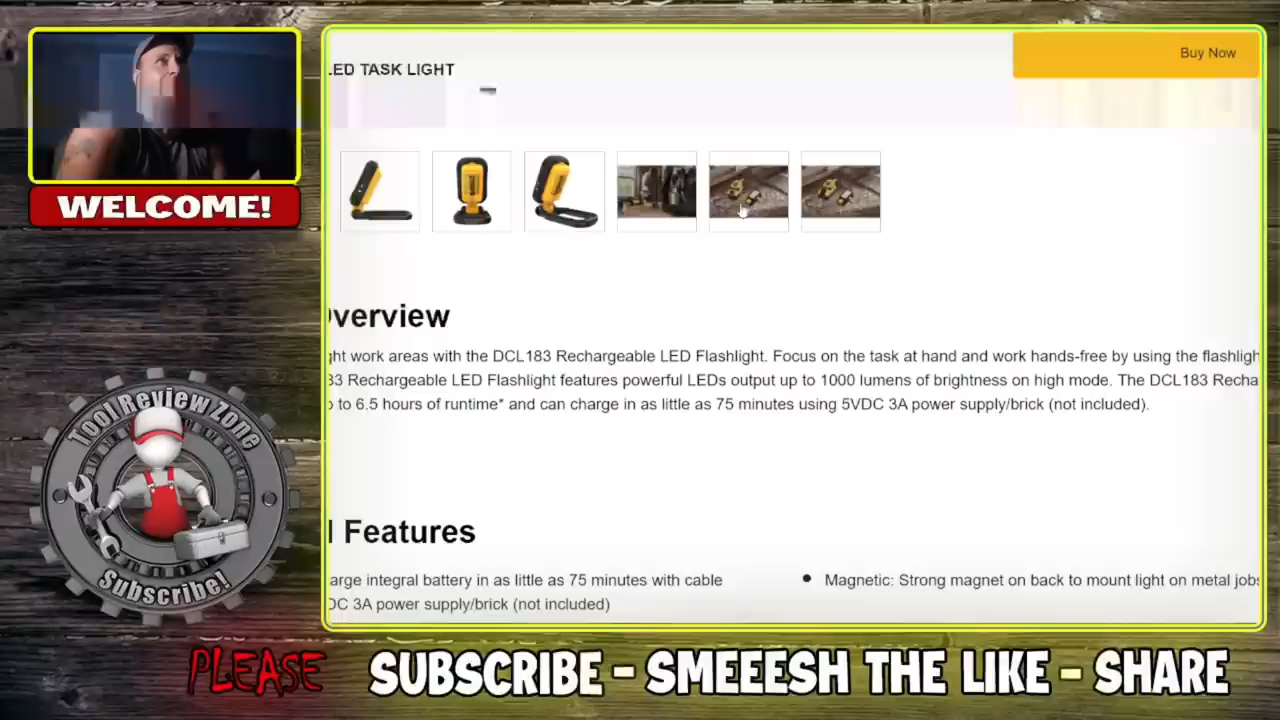 LED TASK LIGHT
Buy Now
WELCOME!
Overview
ght work areas with the DCL183 Rechargeable LED Flashlight. Focus on the task at hand and work hands-free by using the flashligh
83 Rechargeable LED Flashlight features powerful LEDs output up to 1000 lumens of brightness on high mode. The DCL183 Recha
to 6.5 hours of runtime* and can charge in as little as 75 minutes using 5VDC 3A power supply/brick (not included).
Tool Review Zone
Subscribe!
Features
arge integral battery in as little as 75 minutes with cable
DC 3A power supply/brick (not included)
• Magnetic: Strong magnet on back to mount light on metal jobs
PLEASE SUBSCRIBE - SMEEESH THE LIKE - SHARE